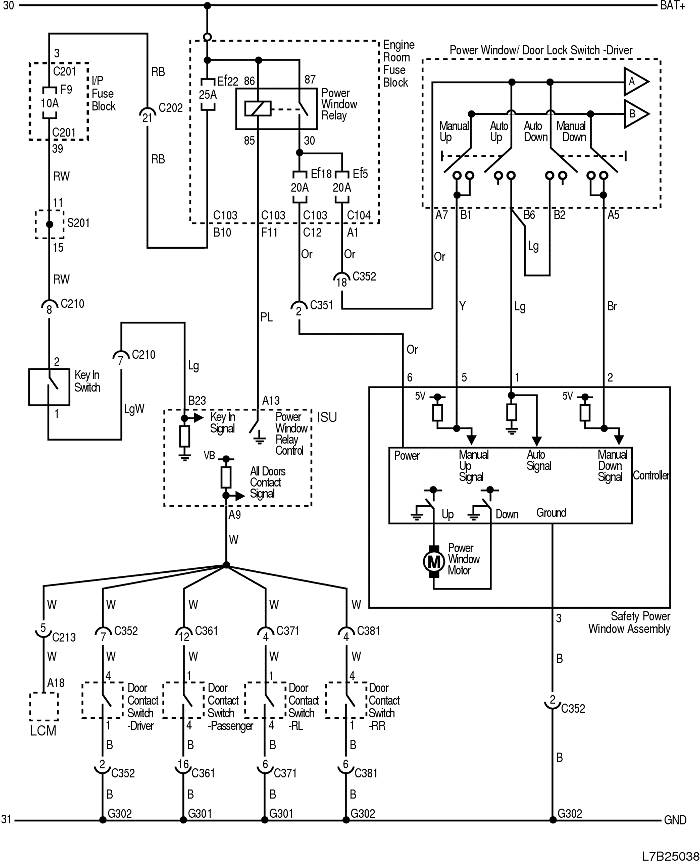 30 BAT+
3
C201
F9
10A
C201
39
I/P
Fuse
Block
RB
21 C202
RB
RW
11
S201
15
RW
8 C210
2
Key In
Switch
1
LgW
7 C210
Lg
Engine
Room
Fuse
Block
Ef22
25A
86 87
Power
Window
Relay
85 30
Ef18
20A
Ef5
20A
C103 C103 C103 C104
B10 F11 C12 A1
Or Or
18 C352
2 C351
PL
Or
Or
Power Window/ Door Lock Switch -Driver
A
B
Manual
Up
Auto
Up
Auto
Down
Manual
Down
A7 B1 B6 B2 A5
Lg
Y Lg Br
6 5 1 2
5V 5V
Power
Manual
Up
Signal
Auto
Signal
Manual
Down
Signal
Controller
Up Down
Ground
M
Power
Window
Motor
Safety Power
Window Assembly
3
B
2
C352
B
B23 A13
ISU
Key In
Signal
Power
Window
Relay
Control
VB
All Doors
Contact
Signal
A9
W
W W W W W
5 C213
7 C352
12 C361
4 C371
4 C381
W W W W W
A18 4 1 1 4
LCM
Door
Contact
Switch
-Driver
Door
Contact
Switch
-Passenger
Door
Contact
Switch
-RL
Door
Contact
Switch
-RR
1 4 4 1
B B B B
2 C352
16 C361
6 C371
6 C381
B B B B
31 G302 G301 G301 G302 G302 GND
L7B25038